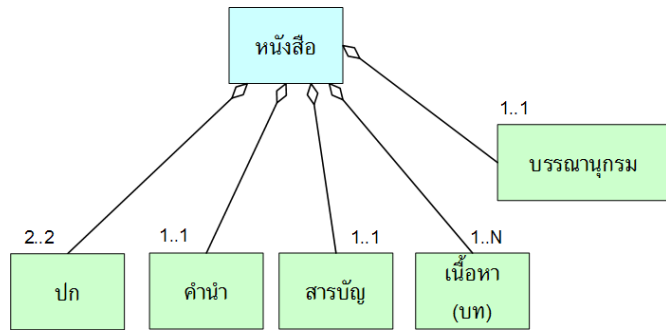 หนังสือ
1..1
บรรณานุกรม
2..2
1..1
1..1
1..N
ปก
คำนำ
สารบัญ
เนื้อหา
(บท)